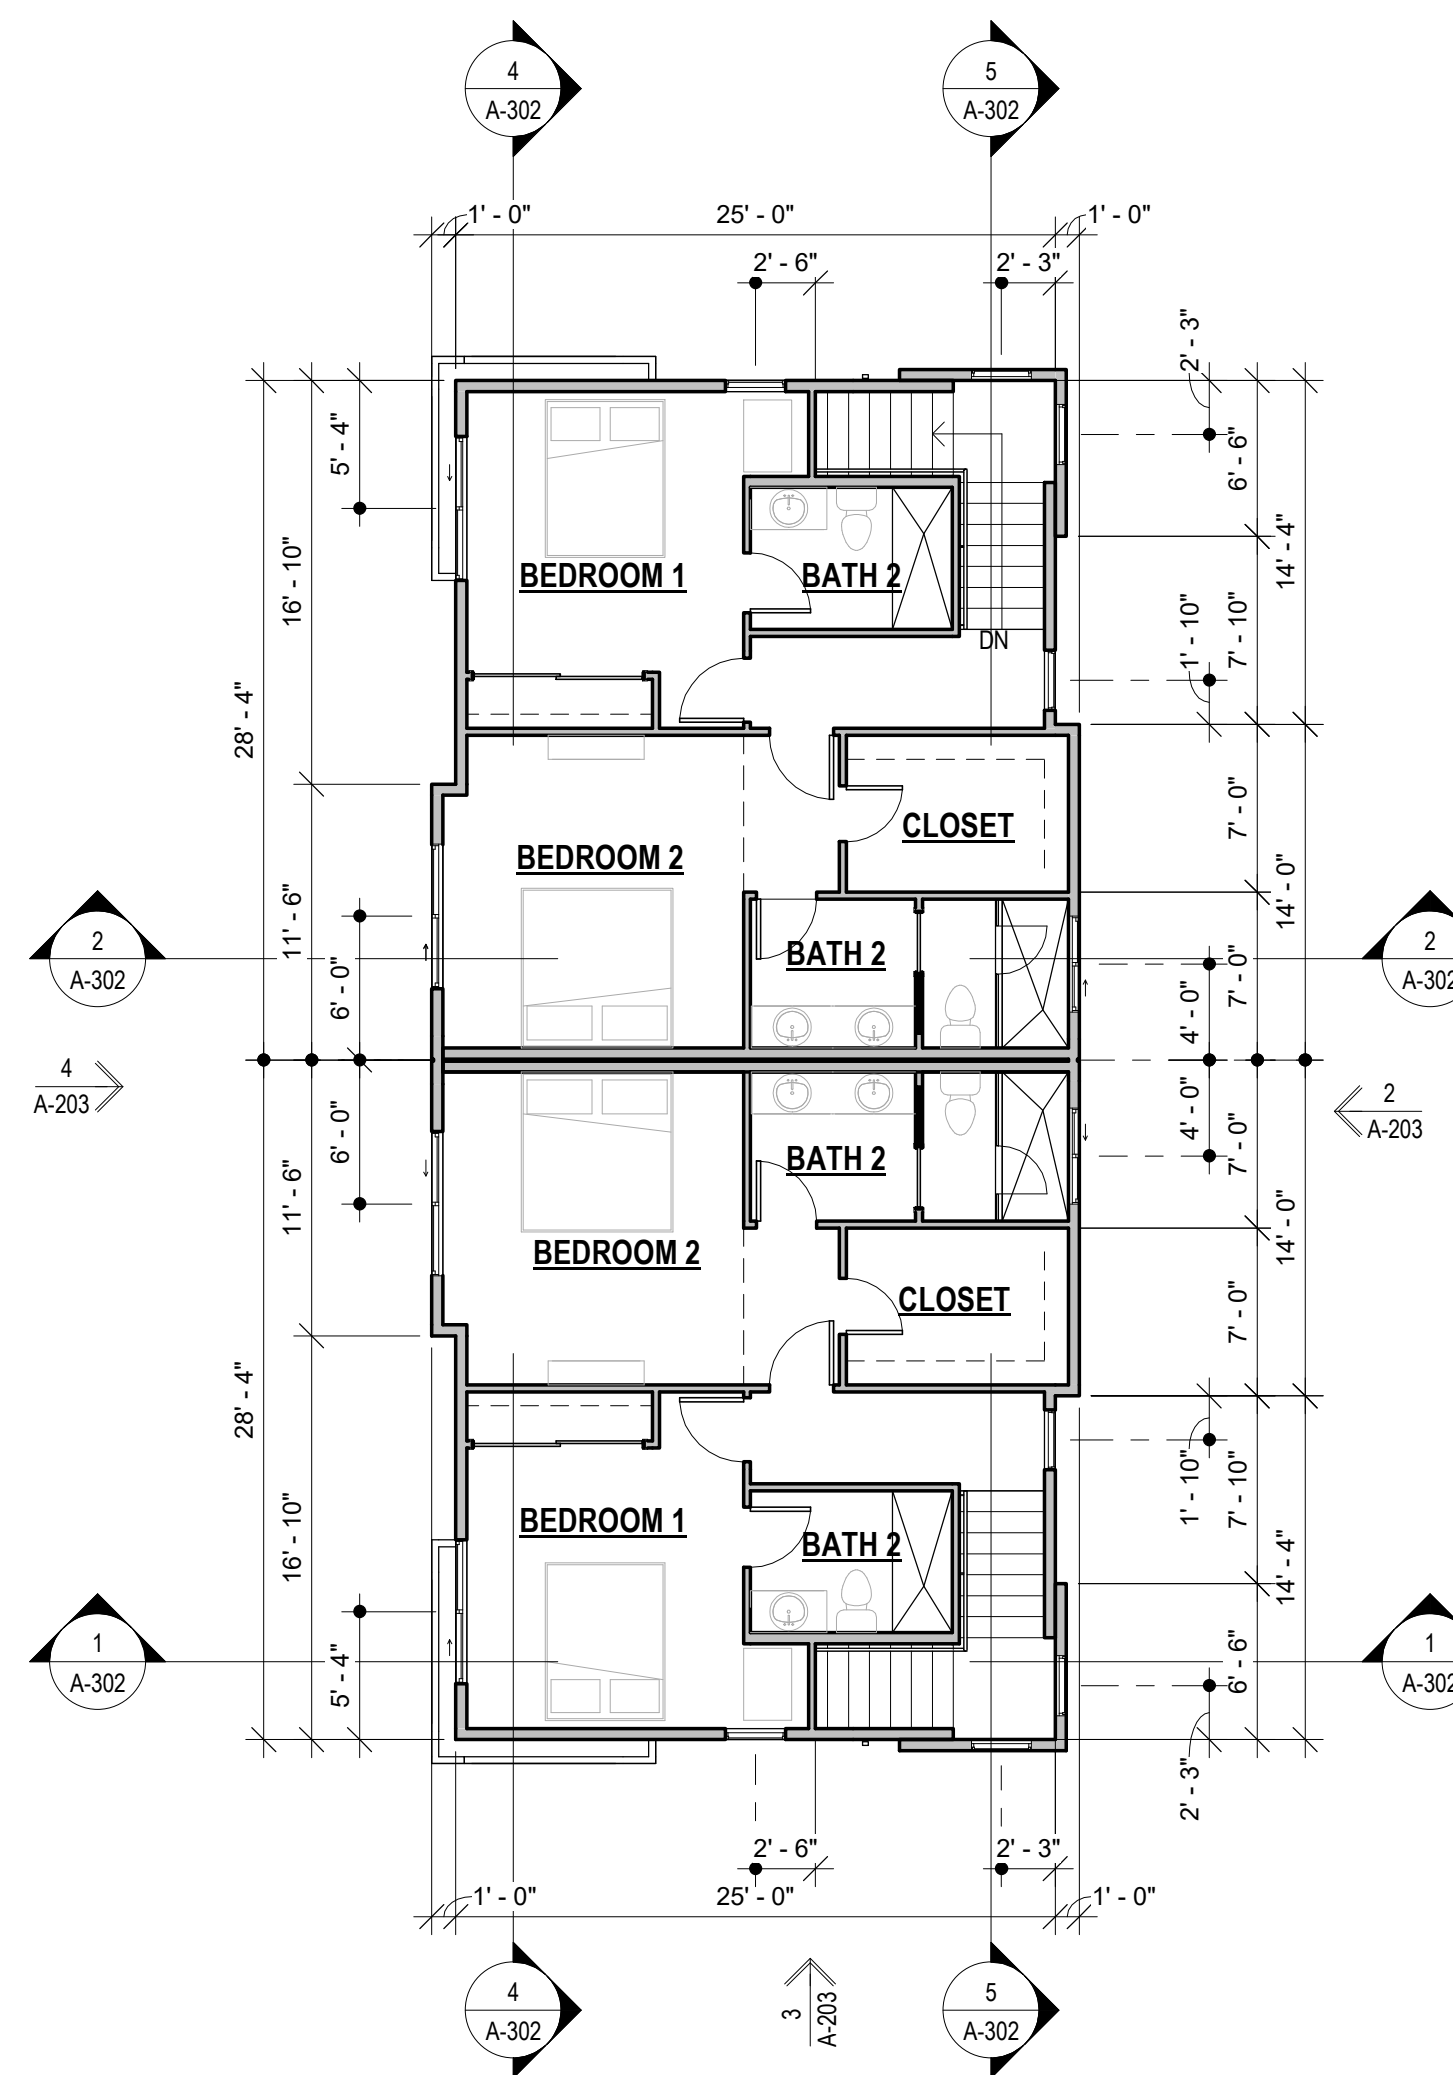 4
A-302
5
A-302
1' - 0"
25' - 0"
1' - 0"
2' - 6"
2' - 3"
2' - 3"
5' - 4"
6' - 6"
14' - 4"
16' - 10"
BEDROOM 1
BATH 2
1' - 10"
7' - 10"
DN
28' - 4"
7' - 0"
CLOSET
BEDROOM 2
11' - 6"
14' - 0"
2
A-302
BATH 2
2
A-302
6' - 0"
4' - 0"
7' - 0"
4
A-203
2
A-203
6' - 0"
4' - 0"
7' - 0"
BATH 2
11' - 6"
14' - 0"
BEDROOM 2
CLOSET
7' - 0"
28' - 4"
1' - 10"
7' - 10"
BEDROOM 1
BATH 2
16' - 10"
14' - 4"
1
A-302
1
A-302
5' - 4"
6' - 6"
2' - 3"
2' - 6"
2' - 3"
1' - 0"
25' - 0"
1' - 0"
4
A-302
3
A-203
5
A-302